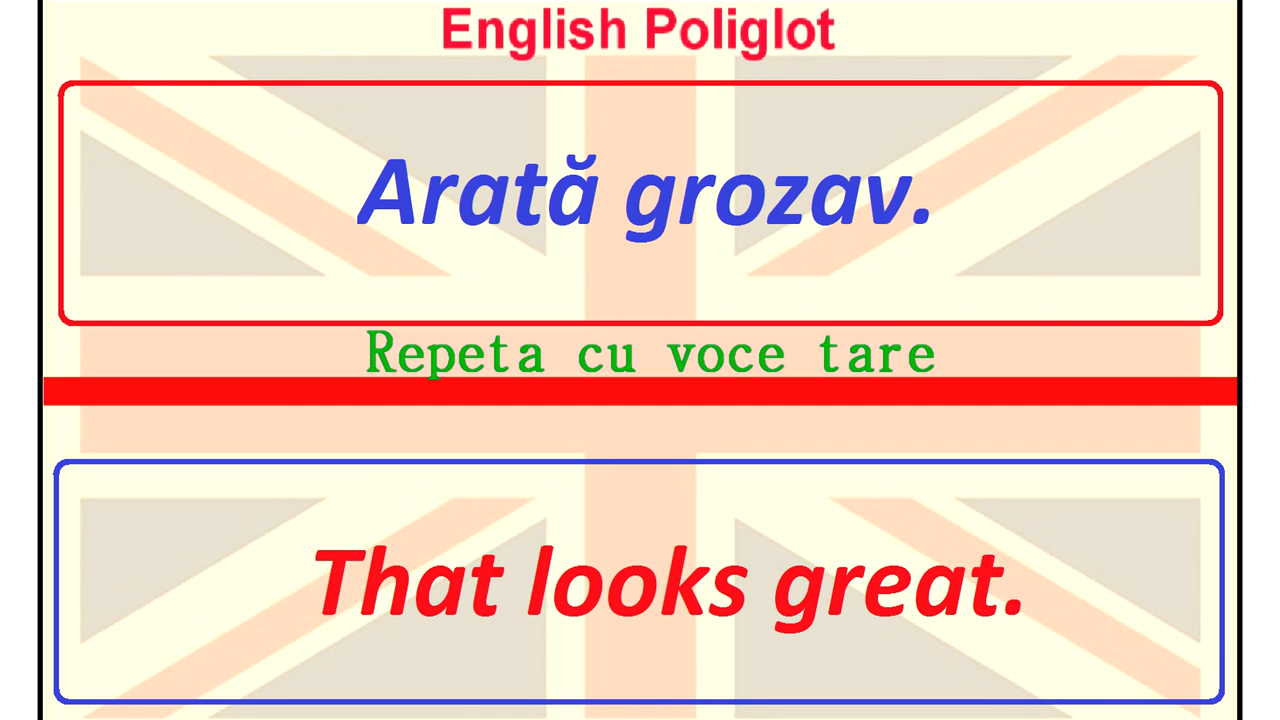 English Poliglot
Arată grozav.
Repeta cu voce tare
That looks great.